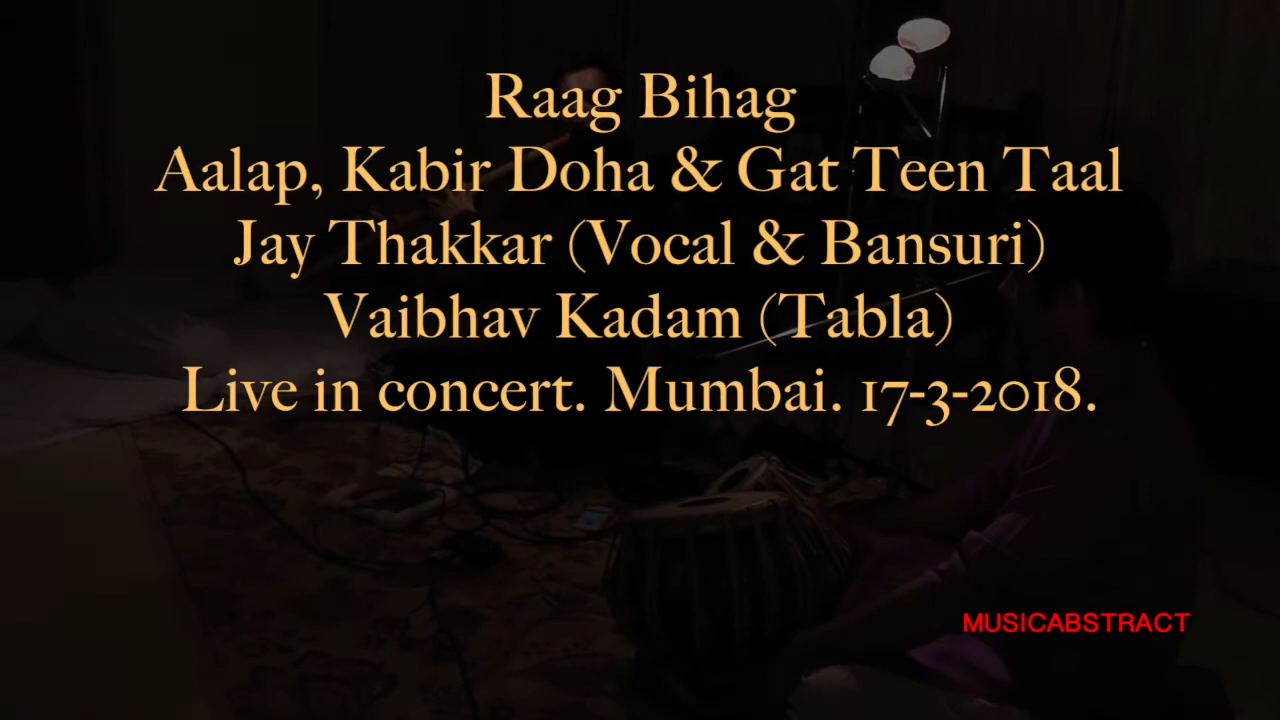 Raag Bihag
Aalap, Kabir Doha & Gat Teen Taal
Jay Thakkar (Vocal & Bansuri)
Vaibhav Kadam (Tabla)
Live in concert. Mumbai. 17-3-2018.
MUSICABSTRACT